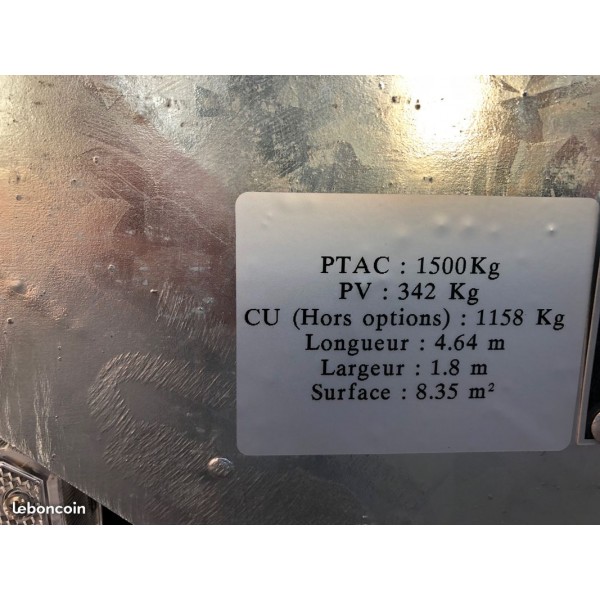 PTAC : 1500Kg
PV : 342 Kg
CU (Hors options) : 1158 Kg
Longueur : 4.64 m
Largeur : 1.8 m
Surface : 8.35 m²
leboncoin